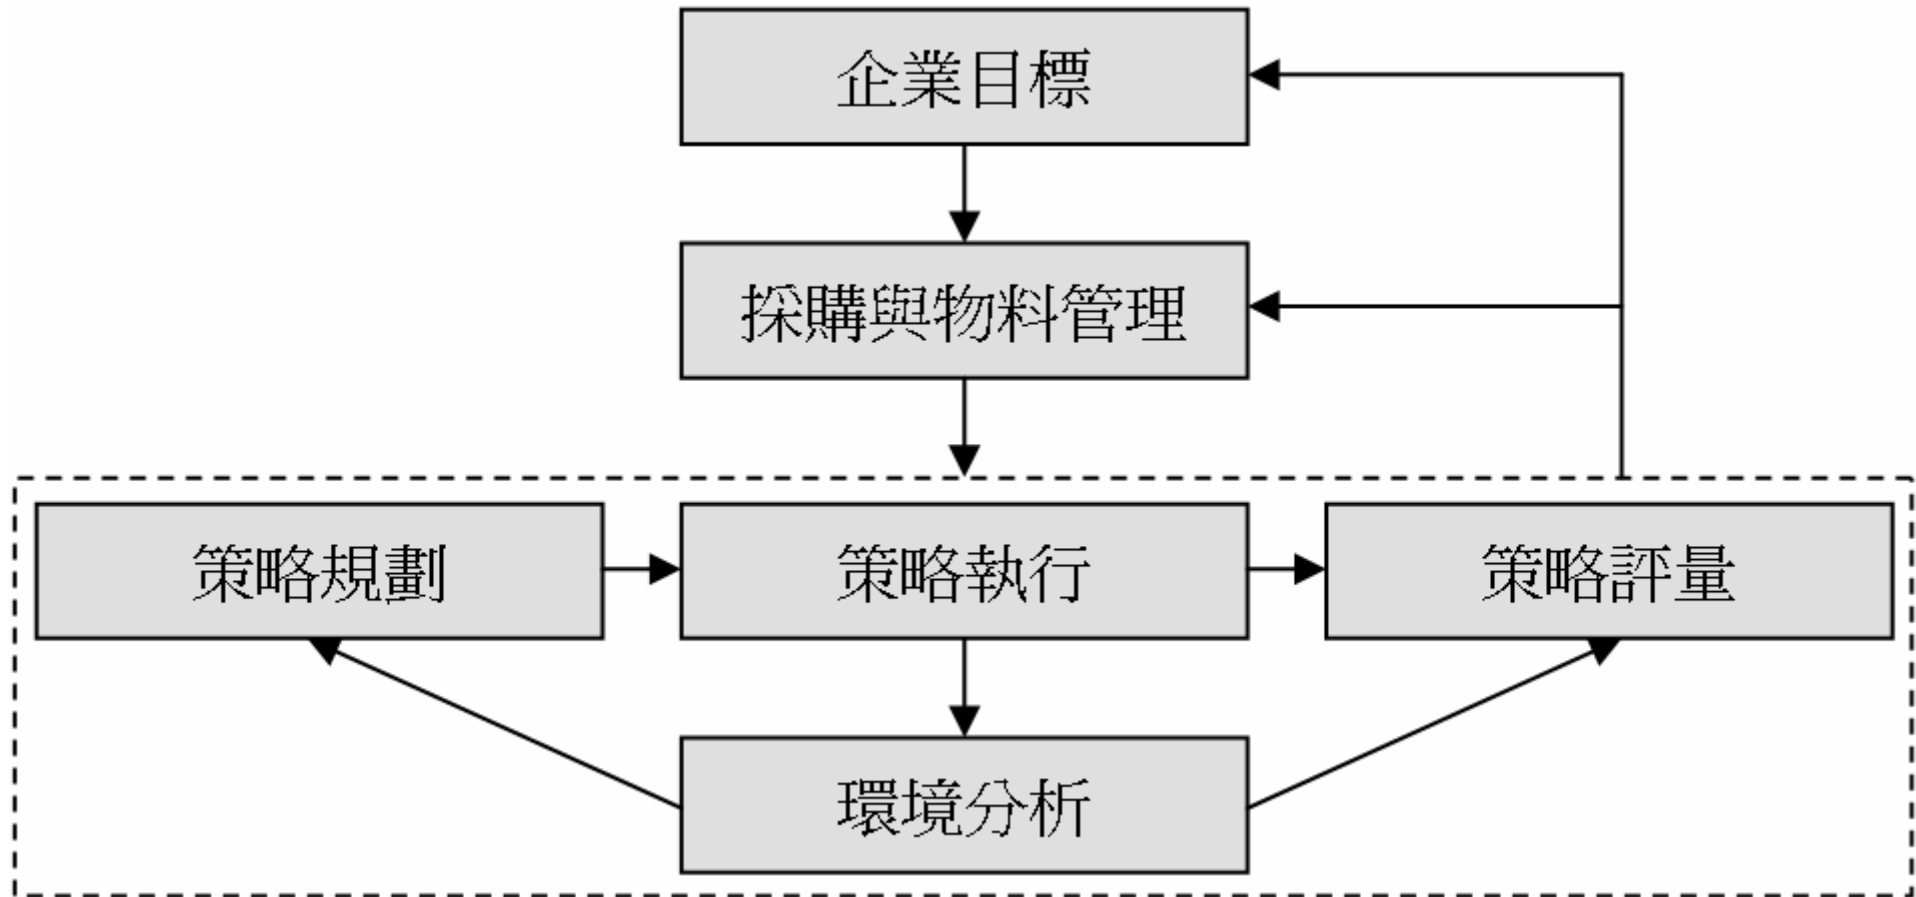 企業目標
採購與物料管理
策略規劃
策略執行
策略評量
環境分析